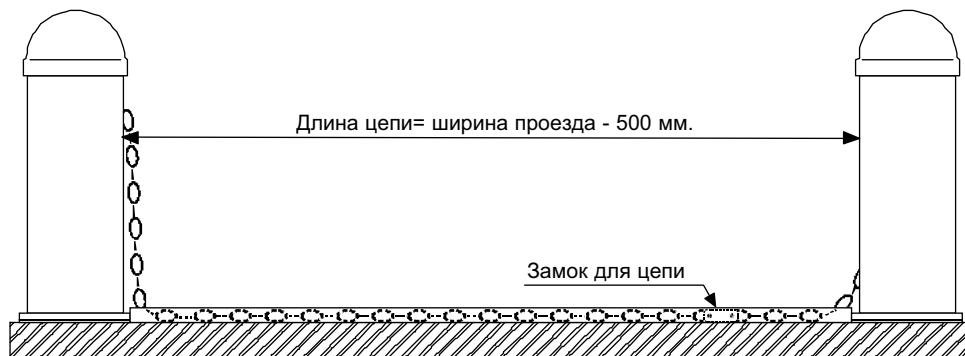 Длина цепи= ширина проезда - 500 мм.
Замок для цепи